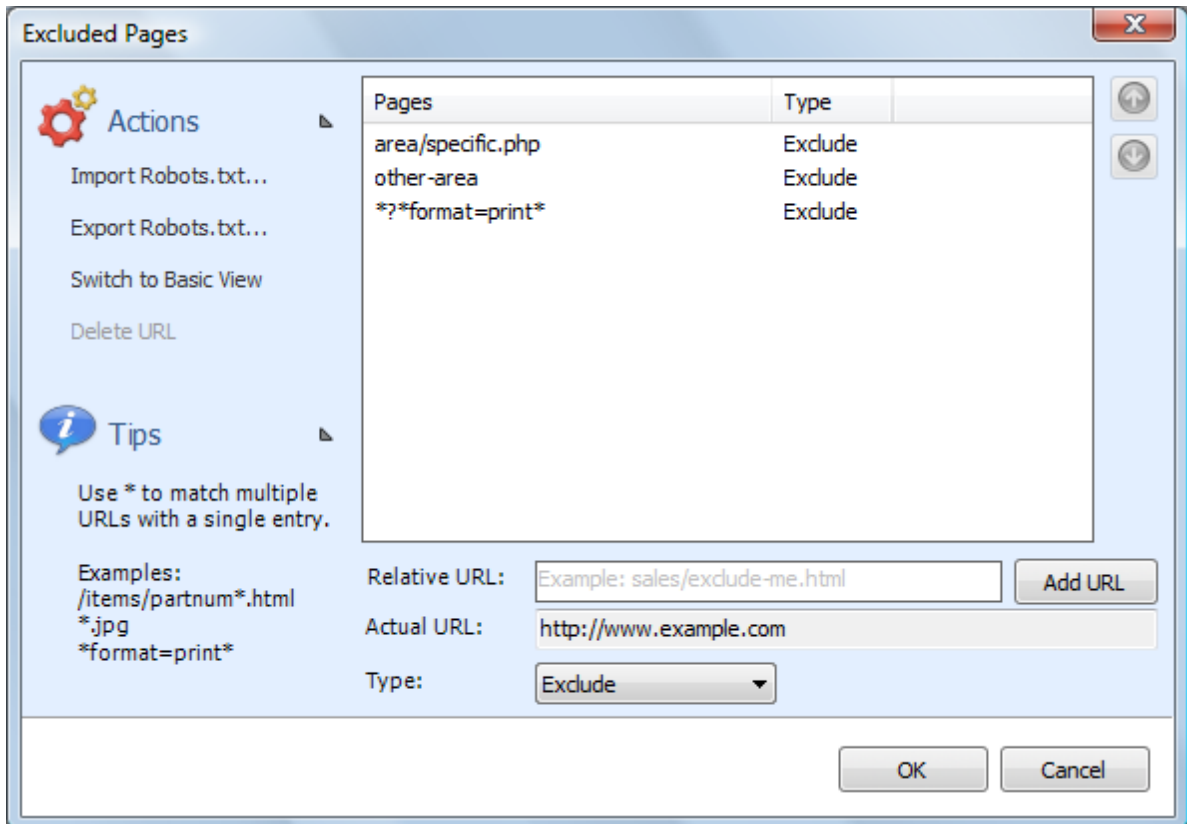 Excluded Pages
Actions
Import Robots.txt...
Export Robots.txt...
Switch to Basic View
Delete URL
Tips
Use * to match multiple
URLs with a single entry.
Examples:
/items/partnum*.html
*.jpg
*format=print*
Pages Type
area/specific.php Exclude
other-area Exclude
*?*format=print* Exclude
Relative URL: Example: sales/exclude-me.html Add URL
Actual URL: http://www.example.com
Type: Exclude
OK Cancel